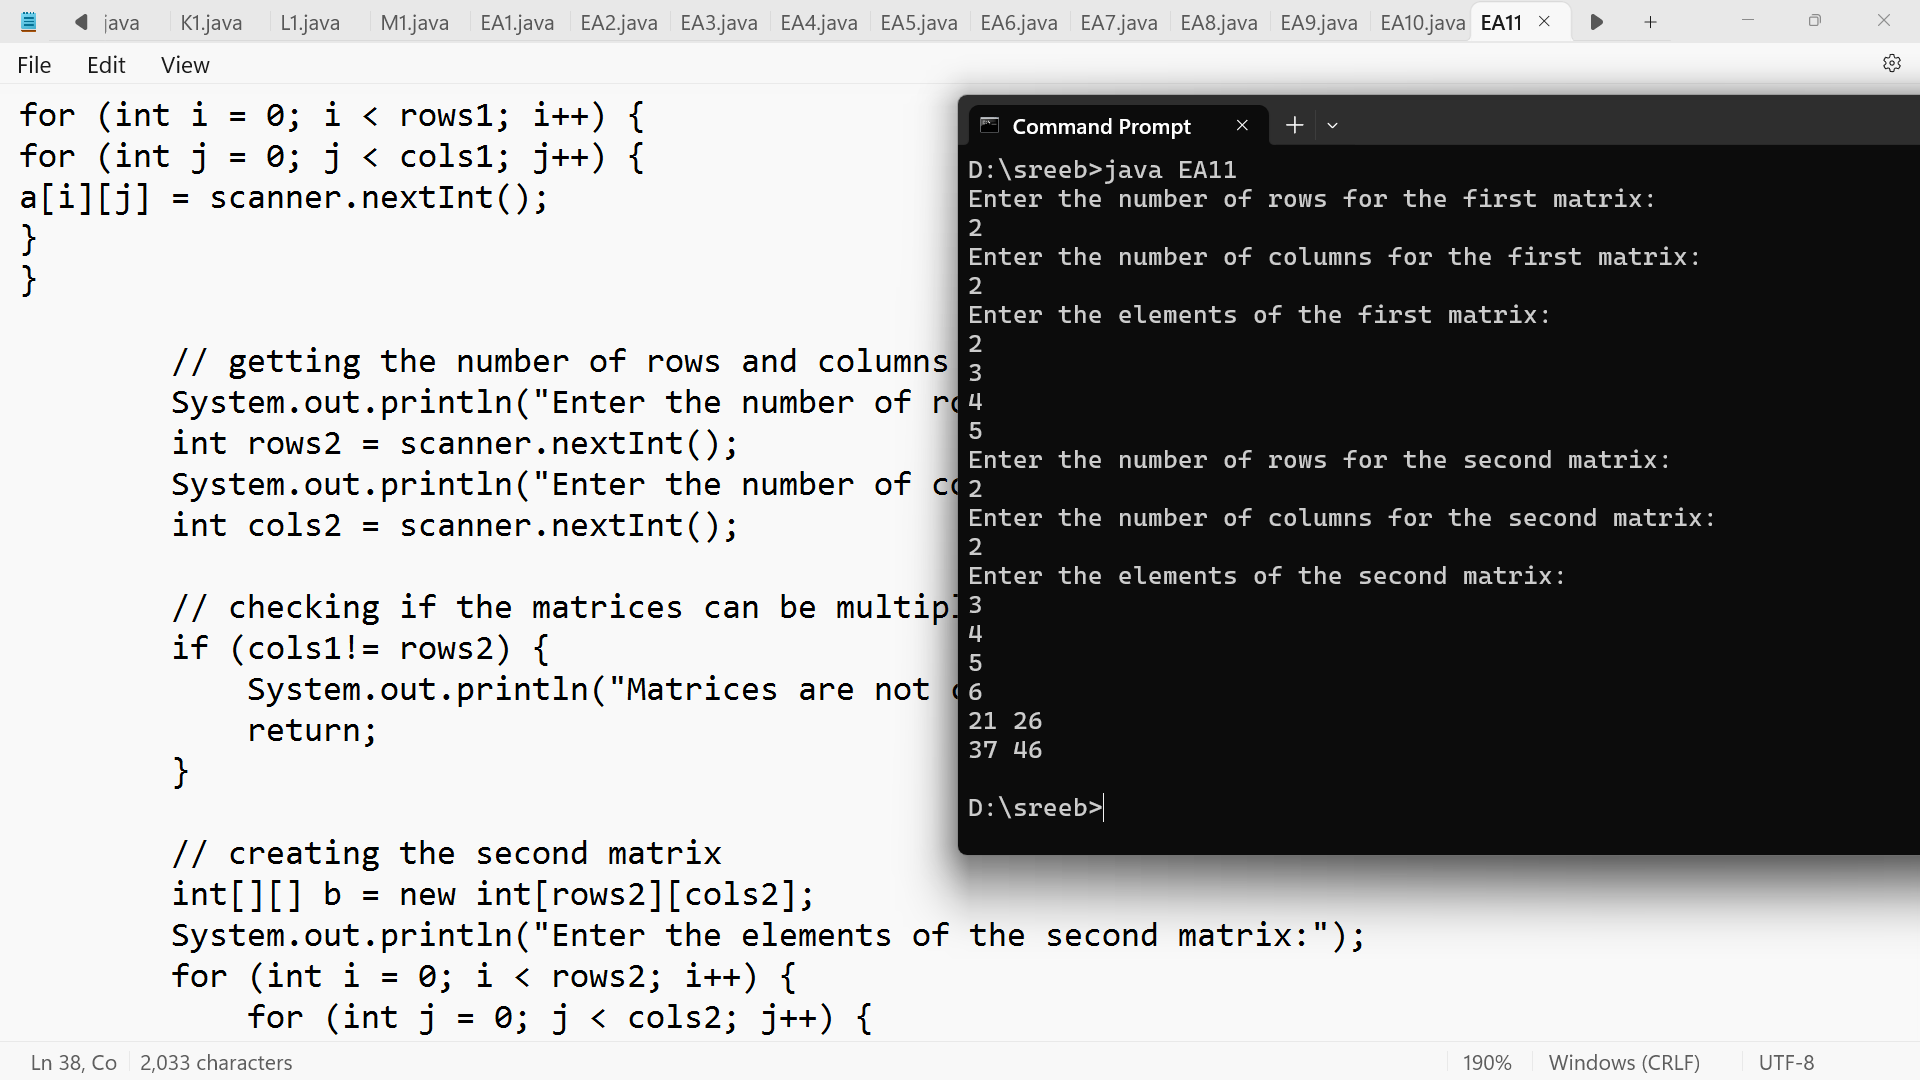 java K1.java L1.java M1.java EA1.java EA2.java EA3.java EA4.java EA5.java EA6.java EA7.java EA8.java EA9.java EA10.java EA11
File Edit View
for (int i = 0; i < rows1; i++) {
for (int j = 0; j < cols1; j++) {
a[i][j] = scanner.nextInt();
}
}
// getting the number of rows and columns
System.out.println("Enter the number of ro
int rows2 = scanner.nextInt();
System.out.println("Enter the number of co
int cols2 = scanner.nextInt();
// checking if the matrices can be multipl
if (cols1!= rows2) {
System.out.println("Matrices are not c
return;
}
// creating the second matrix
int[][] b = new int[rows2][cols2];
System.out.println("Enter the elements of the second matrix:");
for (int i = 0; i < rows2; i++) {
for (int j = 0; j < cols2; j++) {
Command Prompt
D:\sreeb>java EA11
Enter the number of rows for the first matrix:
2
Enter the number of columns for the first matrix:
2
Enter the elements of the first matrix:
2
3
4
5
Enter the number of rows for the second matrix:
2
Enter the number of columns for the second matrix:
2
Enter the elements of the second matrix:
3
4
5
6
21 26
37 46
D:\sreeb>
Ln 38, Co 2,033 characters 190% Windows (CRLF) UTF-8